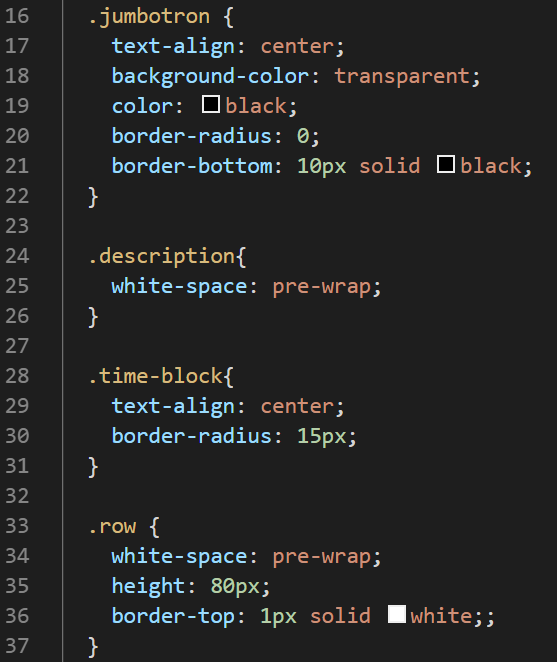 16 .jumbotron {
17 text-align: center;
18 background-color: transparent;
19 color: black;
20 border-radius: 0;
21 border-bottom: 10px solid black;
22 }
23
24 .description{
25 white-space: pre-wrap;
26 }
27
28 .time-block{
29 text-align: center;
30 border-radius: 15px;
31 }
32
33 .row {
34 white-space: pre-wrap;
35 height: 80px;
36 border-top: 1px solid white;;
37 }